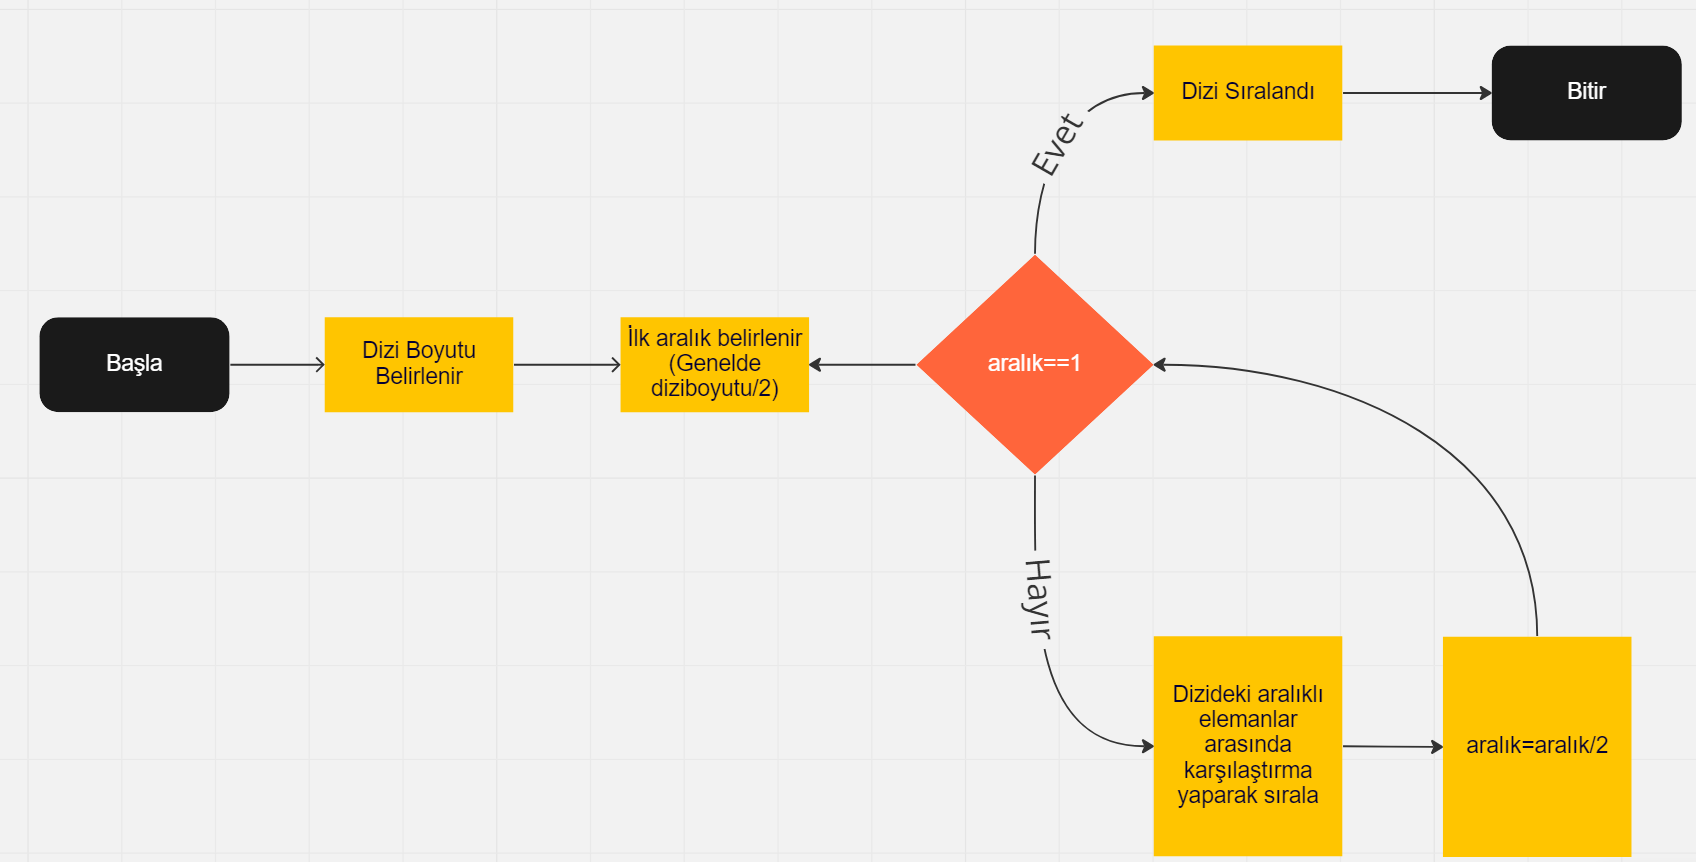 Başla
Dizi Boyutu
Belirlenir
İlk aralık belirlenir
(Genelde
diziboyutu/2)
aralık==1
Evet
Dizi Sıralandı
Bitir
Hayır
Dizideki aralıklı
elemanlar
arasında
karşılaştırma
yaparak sırala
aralık=aralık/2